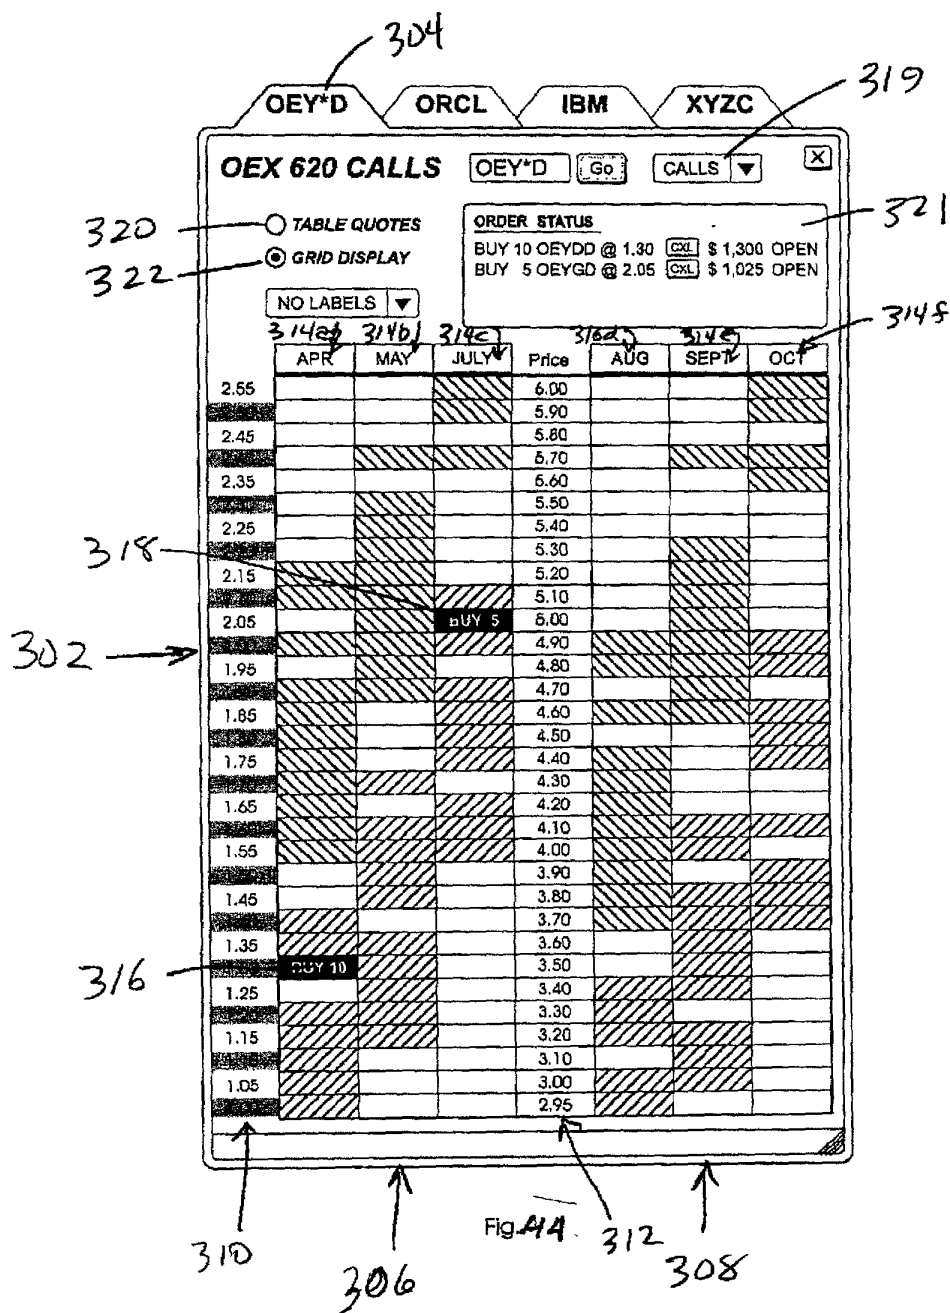 304
OEY*D ORCL IBM XYZC
319
OEX 620 CALLS OEY*D Go CALLS X
320 TABLE QUOTES
322 GRID DISPLAY
ORDER STATUS
BUY 10 OEYDD @ 1.30 CXL $ 1,300 OPEN
BUY 5 OEYGD @ 2.05 CXL $ 1,025 OPEN
321
NO LABELS
314a 314b 314c 316d 314e 314f
APR MAY JULY Price AUG SEPT OCT
2.55 6.00
5.90
2.45 5.80
5.70
2.35 5.60
5.50
2.25 5.40
5.30
318
2.15 5.20
5.10
2.05 BUY 5 5.00
302
4.90
1.95 4.80
4.70
1.85 4.60
4.50
1.75 4.40
4.30
1.65 4.20
4.10
1.55 4.00
3.90
1.45 3.80
3.70
1.35 3.60
316 BUY 10 3.50
1.25 3.40
3.30
1.15 3.20
3.10
1.05 3.00
2.95
Fig. 44
310 306 312 308